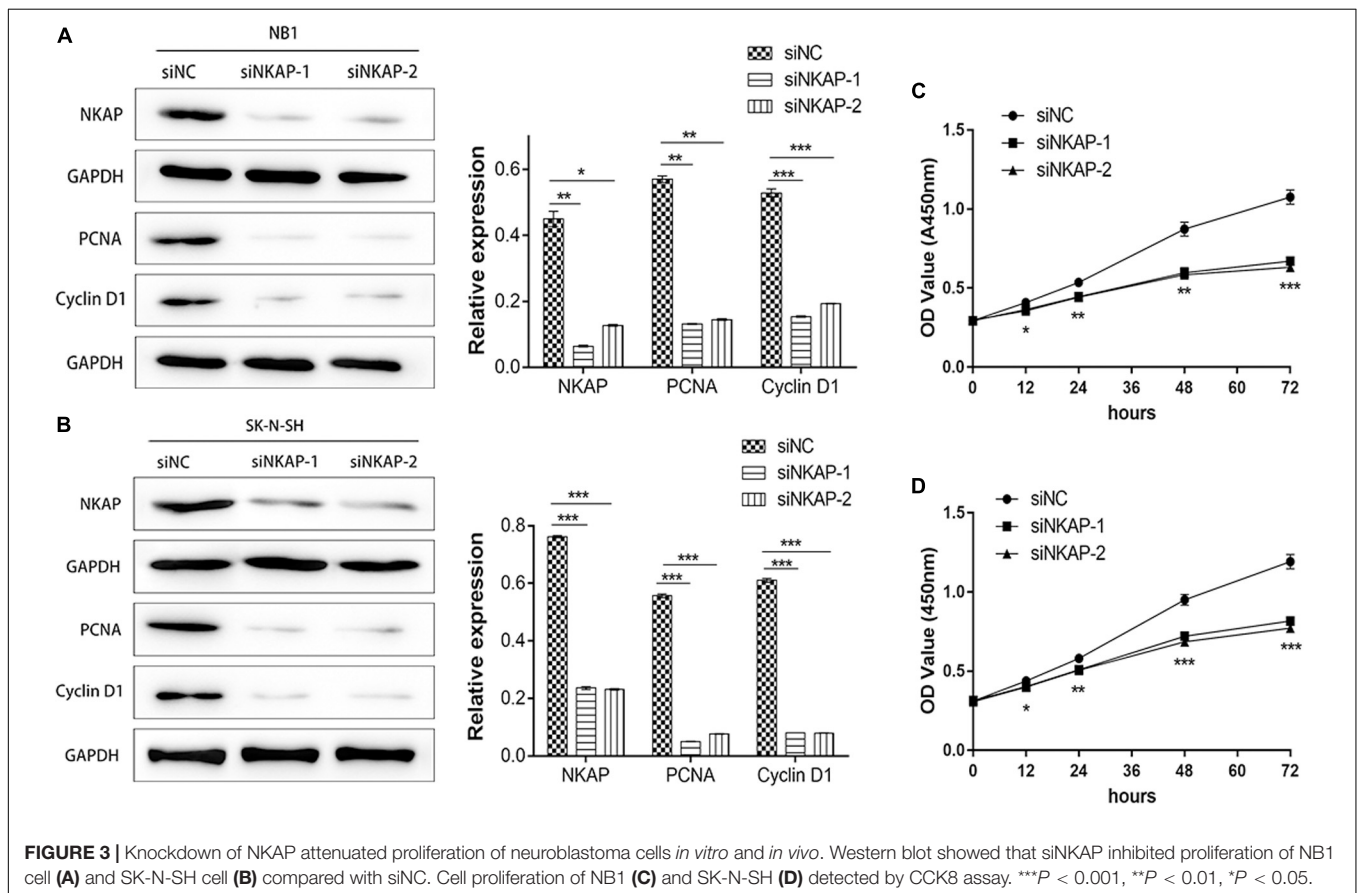 A
NB1
siNC siNKAP-1 siNKAP-2
NKAP
GAPDH
PCNA
Cyclin D1
GAPDH
siNC
siNKAP-1
siNKAP-2
Relative expression
0.6
0.4
0.2
0.0
** *
** **
*** ***
NKAP PCNA Cyclin D1
C
siNC
siNKAP-1
siNKAP-2
OD Value (A450nm)
1.5
1.0
0.5
0.0
* ** ** ***
0 12 24 36 48 60 72
hours
B
SK-N-SH
siNC siNKAP-1 siNKAP-2
NKAP
GAPDH
PCNA
Cyclin D1
GAPDH
siNC
siNKAP-1
siNKAP-2
Relative expression
0.8
0.6
0.4
0.2
0.0
*** ***
*** ***
*** ***
NKAP PCNA Cyclin D1
D
siNC
siNKAP-1
siNKAP-2
OD Value (450nm)
1.5
1.0
0.5
0.0
* ** *** ***
0 12 24 36 48 60 72
hours
FIGURE 3 | Knockdown of NKAP attenuated proliferation of neuroblastoma cells in vitro and in vivo. Western blot showed that siNKAP inhibited proliferation of NB1
cell (A) and SK-N-SH cell (B) compared with siNC. Cell proliferation of NB1 (C) and SK-N-SH (D) detected by CCK8 assay. ***P < 0.001, **P < 0.01, *P < 0.05.